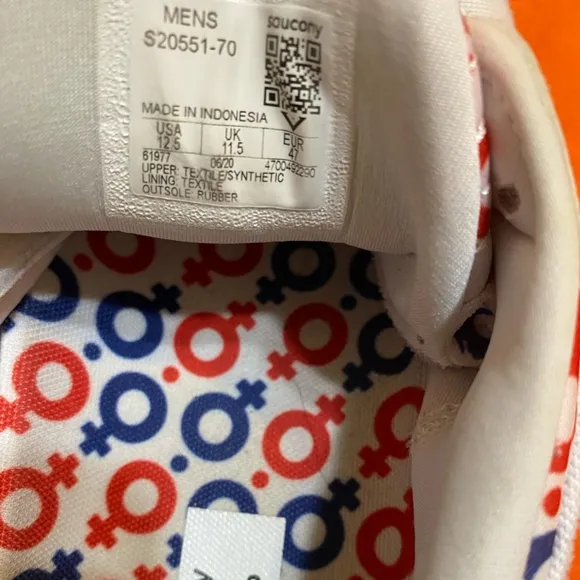 MENS saucony
S20551-70
MADE IN INDONESIA
USA UK EUR
12.5 11.5 47
61977 06/20 4700492290
UPPER: TEXTILE/SYNTHETIC
LINING: TEXTILE
OUTSOLE: RUBBER